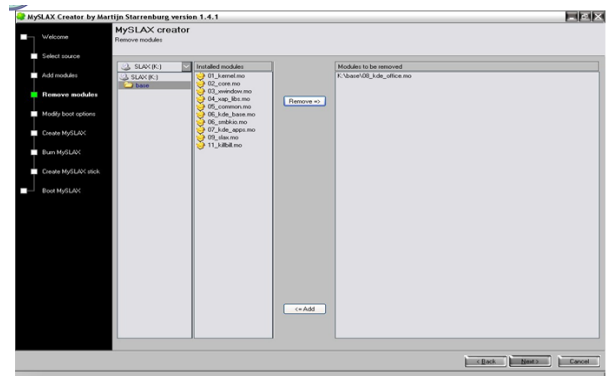 MySLAX Creator by Martijn Starrenburg version 1.4.1
Welcome
Select source
Add modules
Remove modules
Modify boot options
Create MySLAX
Burn MySLAX
Create MySLAX stick
Boot MySLAX
MySLAX creator
Remove modules
SLAX (K:)
SLAX (K:)
base
Installed modules
01_kernel.mo
02_core.mo
03_xwindow.mo
04_xap_libs.mo
05_common.mo
06_kde_base.mo
06_smbkio.mo
07_kde_apps.mo
09_slax.mo
11_killbill.mo
Remove =>
<= Add
Modules to be removed
K:\base\08_kde_office.mo
< Back
Next >
Cancel